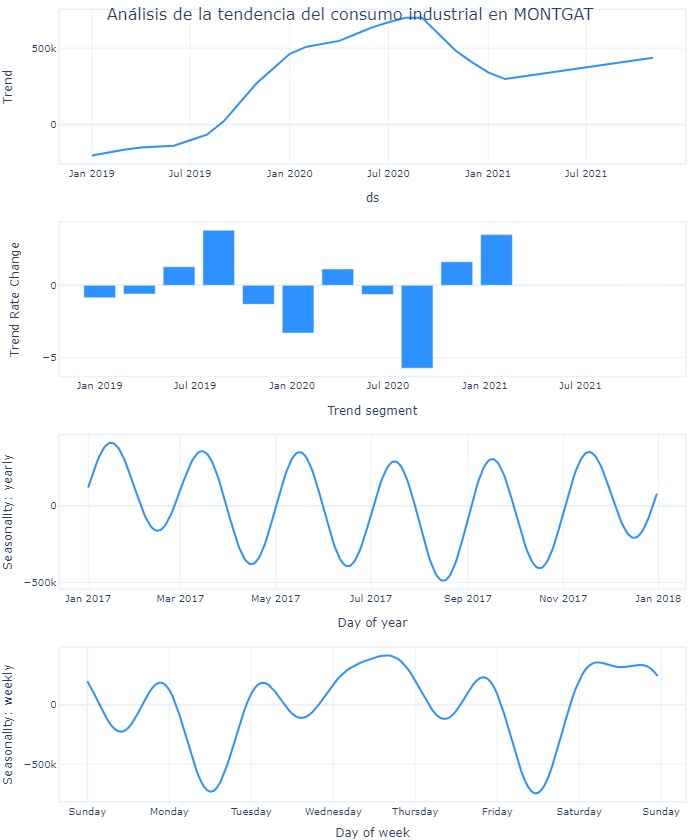 Análisis de la tendencia del consumo industrial en MONTGAT
Trend
500k
0
Jan 2019 Jul 2019 Jan 2020 Jul 2020 Jan 2021 Jul 2021
ds
Trend Rate Change
0
−5
Jan 2019 Jul 2019 Jan 2020 Jul 2020 Jan 2021 Jul 2021
Trend segment
Seasonality: yearly
0
−500k
Jan 2017 Mar 2017 May 2017 Jul 2017 Sep 2017 Nov 2017 Jan 2018
Day of year
Seasonality: weekly
0
−500k
Sunday Monday Tuesday Wednesday Thursday Friday Saturday Sunday
Day of week